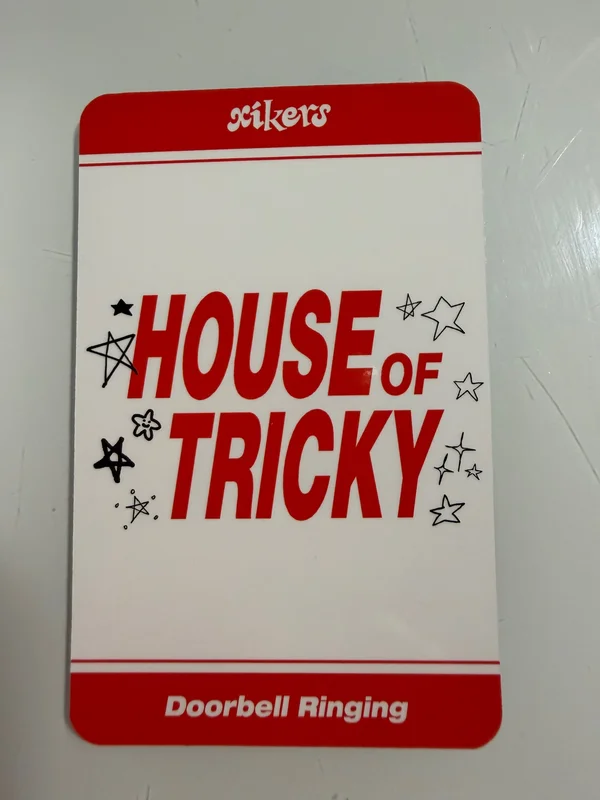 xikers
HOUSE OF
TRICKY
Doorbell Ringing